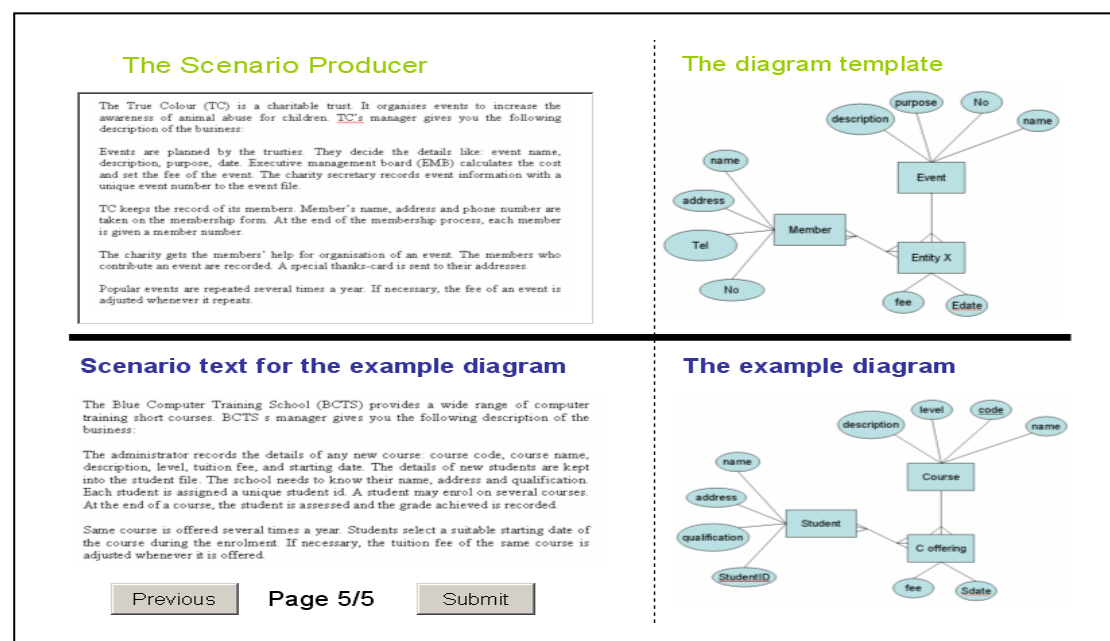 The Scenario Producer
The True Colour (TC) is a charitable trust. It organises events to increase the
awareness of animal abuse for children. TC's manager gives you the following
description of the business:
Events are planned by the trusties. They decide the details like: event name,
description, purpose, date. Executive management board (EMB) calculates the cost
and set the fee of the event. The charity secretary records event information with a
unique event number to the event file.
TC keeps the record of its members. Member's name, address and phone number are
taken on the membership form. At the end of the membership process, each member
is given a member number.
The charity gets the members' help for organisation of an event. The members who
contribute an event are recorded. A special thanks-card is sent to their addresses.
Popular events are repeated several times a year. If necessary, the fee of an event is
adjusted whenever it repeats.
The diagram template
purpose
No
description
name
name
Event
address
Member
Tel
Entity X
No
fee
Edate
Scenario text for the example diagram
The Blue Computer Training School (BCTS) provides a wide range of computer
training short courses. BCTS s manager gives you the following description of the
business:
The administrator records the details of any new course: course code, course name,
description, level, tuition fee, and starting date. The details of new students are kept
into the student file. The school needs to know their name, address and qualification.
Each student is assigned a unique student id. A student may enrol on several courses.
At the end of a course, the student is assessed and the grade achieved is recorded.
Same course is offered several times a year. Students select a suitable starting date of
the course during the enrolment. If necessary, the tuition fee of the same course is
adjusted whenever it is offered.
Previous
Page 5/5
Submit
The example diagram
level
code
description
name
name
Course
address
Student
qualification
C offering
StudentID
fee
Sdate